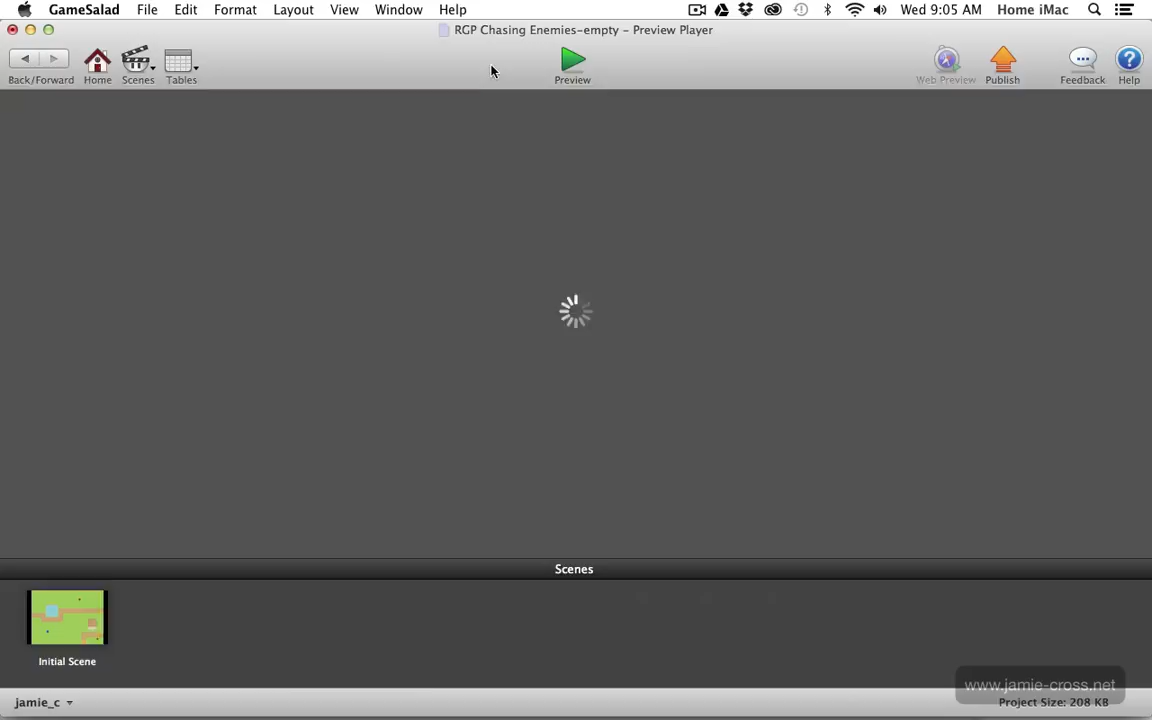 GameSalad File Edit Format Layout View Window Help Wed 9:05 AM Home iMac
RGP Chasing Enemies-empty - Preview Player
Back/Forward Home Scenes Tables Preview Web Preview Publish Feedback Help
Scenes
Initial Scene
www.jamie-cross.net
jamie_c Project Size: 208 KB